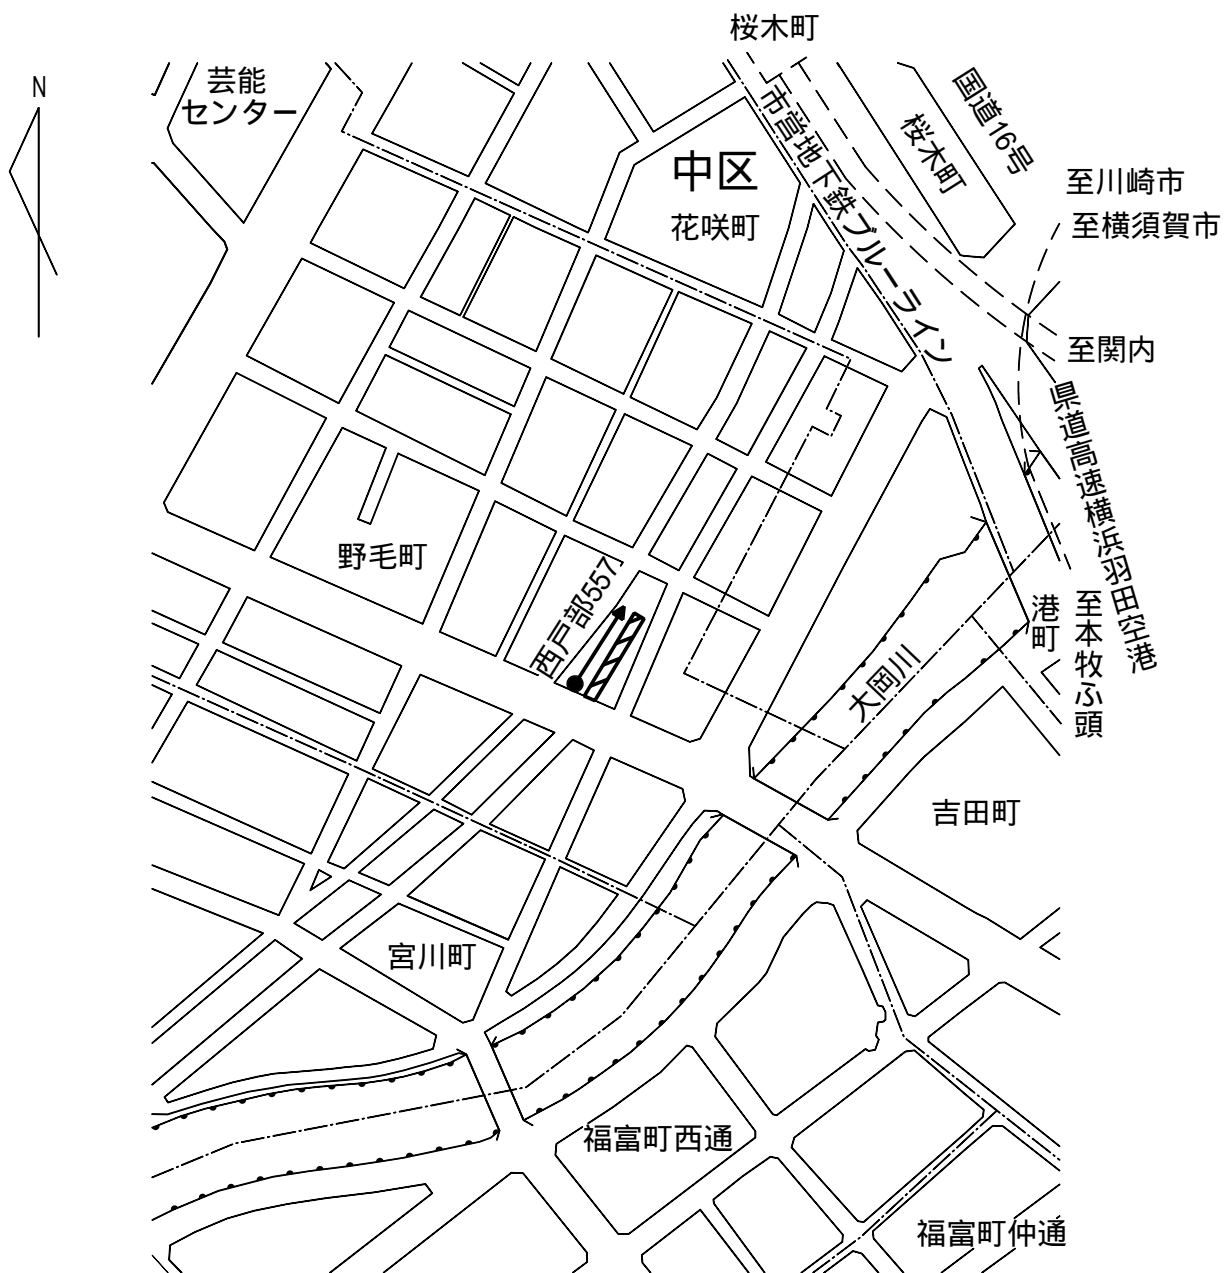 桜木町
N
芸能
センター
国道16号
桜木町
市営地下鉄ブルーライン
中区
花咲町
至川崎市
至横須賀市
至関内
県道高速横浜羽田空港
野毛町
西戸部557
港町
至本牧ふ頭
大岡川
吉田町
宮川町
福富町西通
福富町仲通